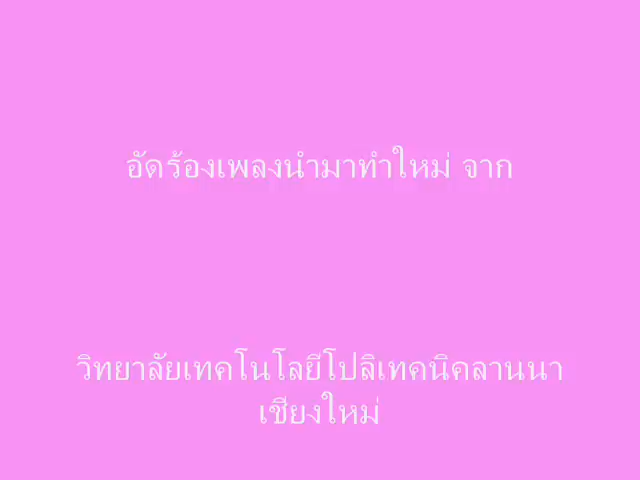 อัดร้องเพลงนำมาทำใหม่ จาก
วิทยาลัยเทคโนโลยีโปลิเทคนิคลานนา
เชียงใหม่